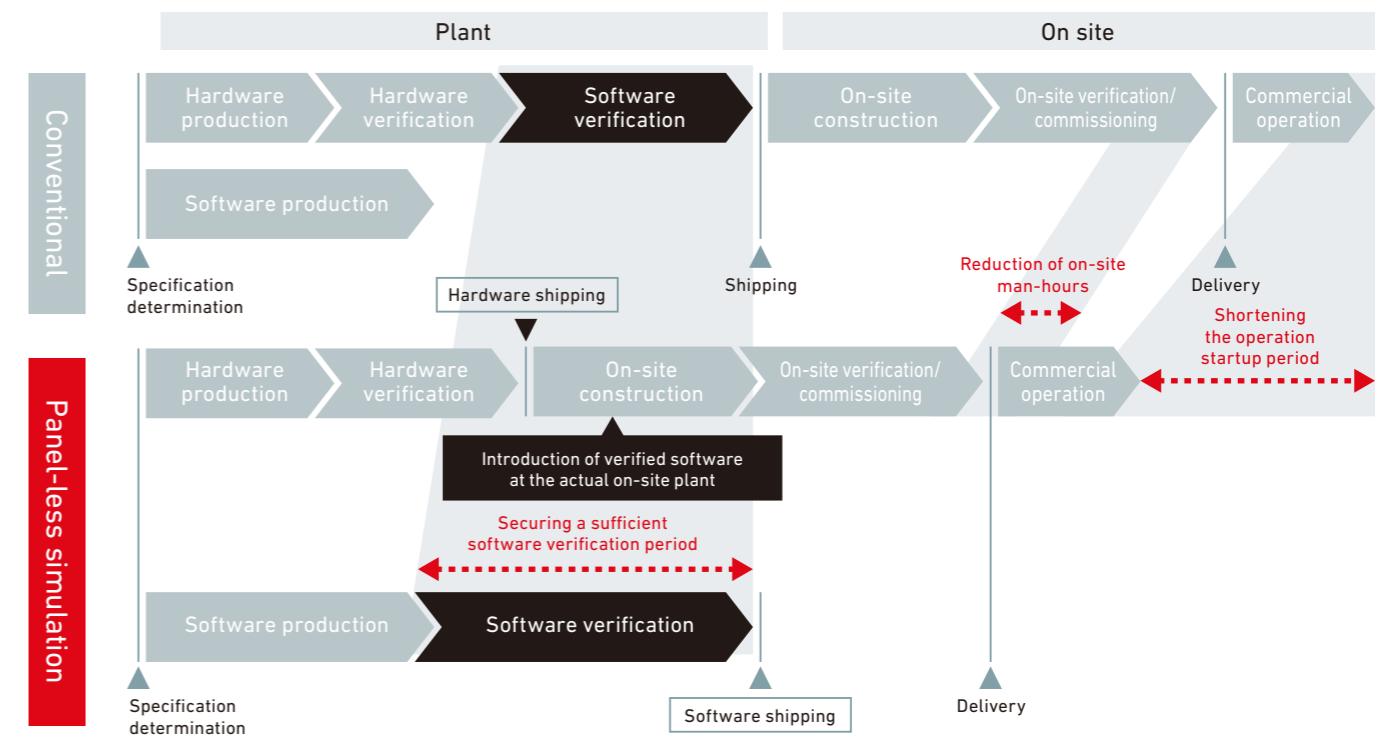 Plant
On site
Conventional
Hardware
production
Hardware
verification
Software
verification
On-site
construction
On-site verification/
commissioning
Commercial
operation
Software production
Specification
determination
Shipping
Delivery
Hardware shipping
Reduction of on-site
man-hours
Shortening
the operation
startup period
Panel-less simulation
Hardware
production
Hardware
verification
On-site
construction
On-site verification/
commissioning
Commercial
operation
Introduction of verified software
at the actual on-site plant
Securing a sufficient
software verification period
Software production
Software verification
Specification
determination
Software shipping
Delivery